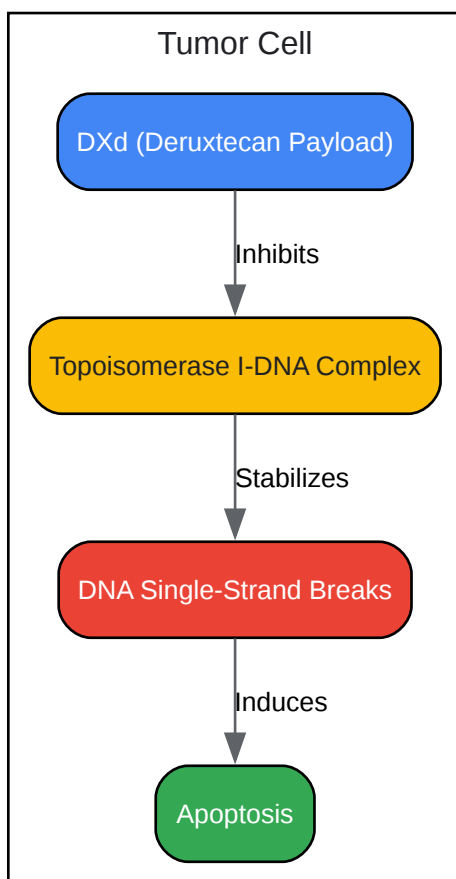 Tumor Cell
DXd (Deruxtecan Payload)
Inhibits
Topoisomerase I-DNA Complex
Stabilizes
DNA Single-Strand Breaks
Induces
Apoptosis